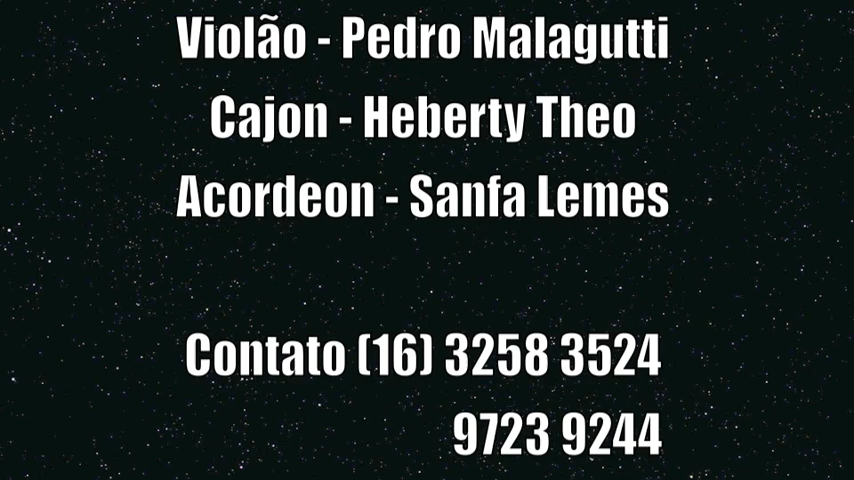 Violão - Pedro Malagutti
Cajon - Heberty Theo
Acordeon - Sanfa Lemes
Contato (16) 3258 3524
9723 9244